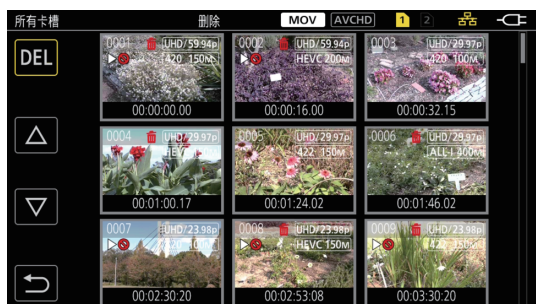 所有卡槽 删除 MOV AVCHD 1 2
DEL
0001 UHD/59.94p 420 150M
0002 UHD/59.94p HEVC 200M
0003 UHD/29.97p 420 100M
00:00:00.00 00:00:16.00 00:00:32.15
0004 UHD/29.97p HEVC
0005 UHD/29.97p 422 150M
0006 UHD/29.97p ALL-I 400M
00:01:00.17 00:01:24.02 00:01:46.02
0007 UHD/23.98p 420 100M
0008 UHD/23.98p HEVC 150M
0009 UHD/23.98p 422 150M
00:02:30:20 00:02:53:08 00:03:30:20